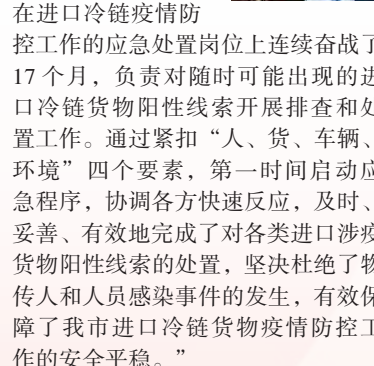 在进口冷链疫情防
控工作的应急处置岗位上连续奋战了
17 个月，负责对随时可能出现的进
口冷链货物阳性线索开展排查和处
置工作。通过紧扣“人、货、车辆、
环境”四个要素，第一时间启动应
急程序，协调各方快速反应，及时、
妥善、有效地完成了对各类进口涉疫
货物阳性线索的处置，坚决杜绝了物
传人和人员感染事件的发生，有效保
障了我市进口冷链货物疫情防控工
作的安全平稳。”